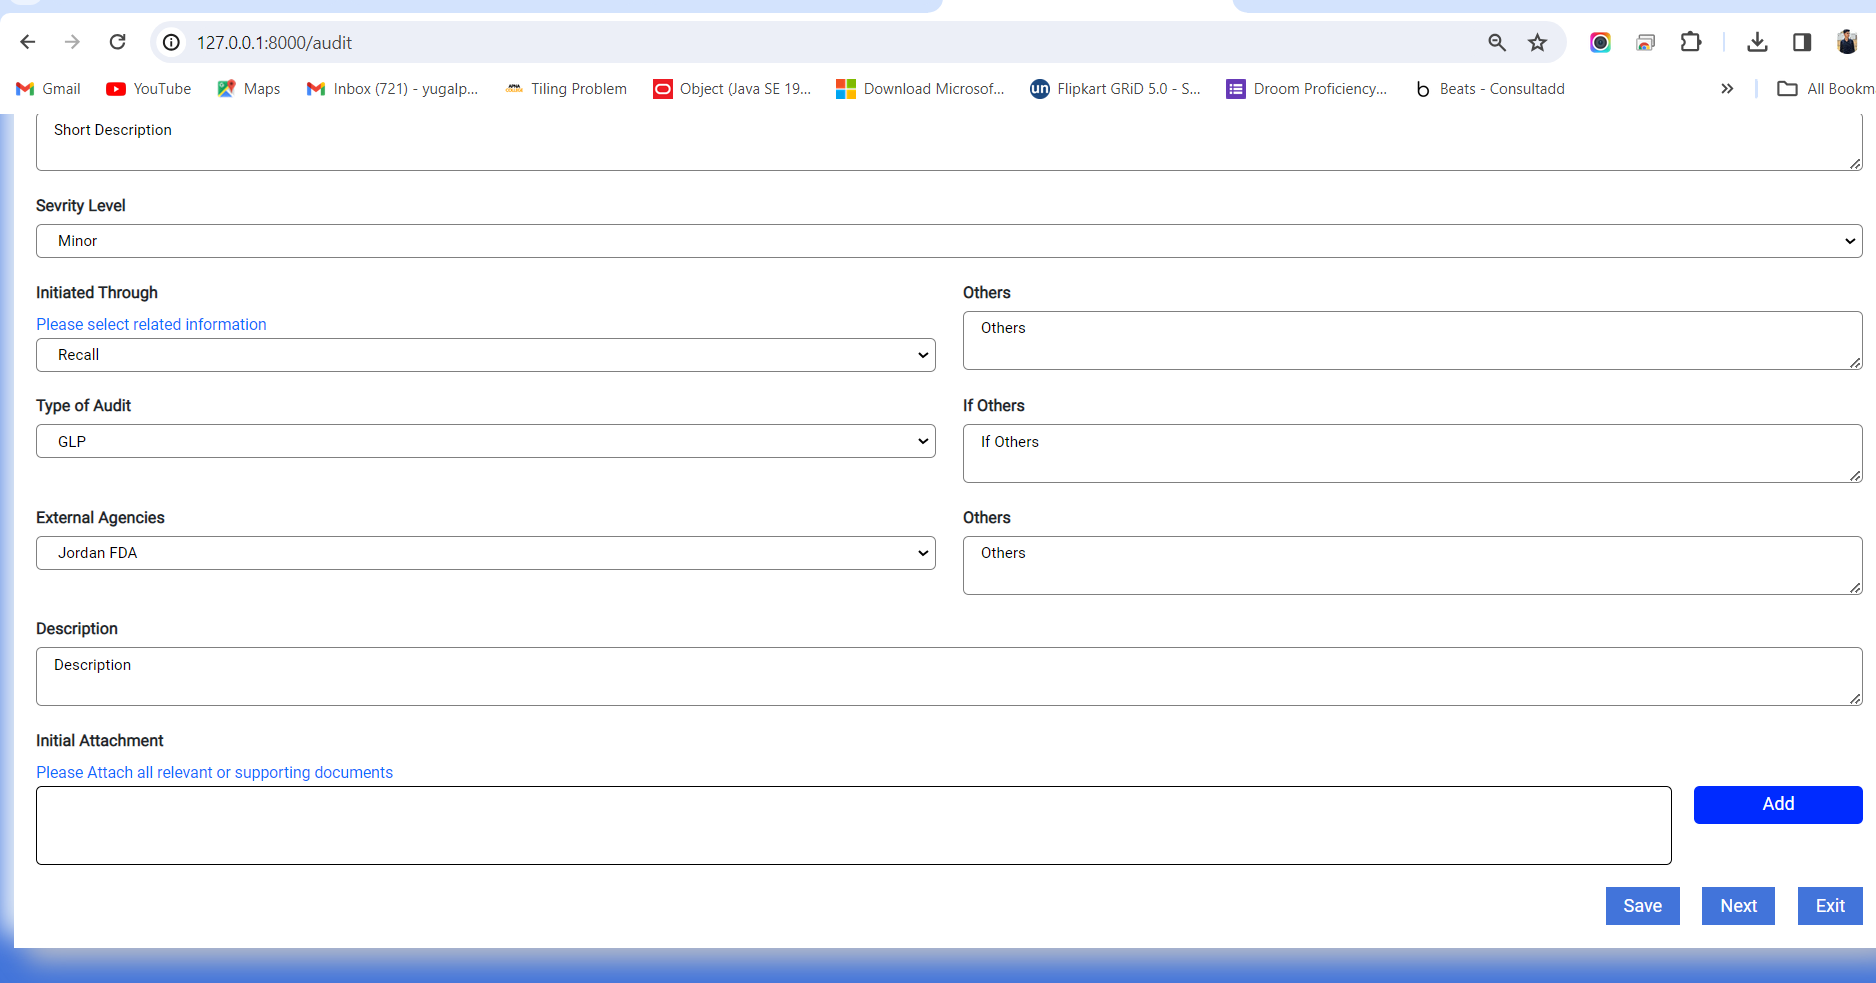 127.0.0.1:8000/audit
Gmail YouTube Maps Inbox (721) - yugalp... Tiling Problem Object (Java SE 19... Download Microsof... un Flipkart GRiD 5.0 - S... Droom Proficiency... b Beats - Consultadd » All Bookm
Short Description
Sevrity Level
Minor
Initiated Through
Others
Please select related information
Others
Recall
Type of Audit
If Others
GLP
If Others
External Agencies
Others
Jordan FDA
Others
Description
Description
Initial Attachment
Please Attach all relevant or supporting documents
Add
Save Next Exit